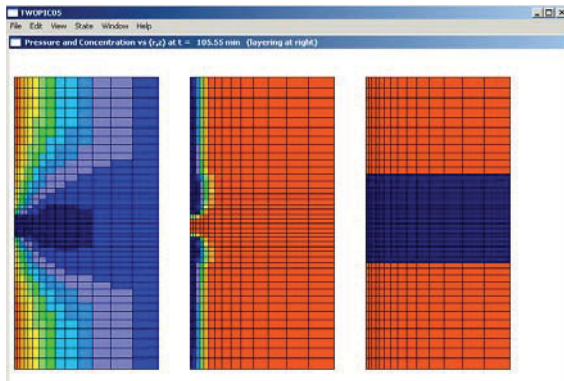 TWOPIC05
File Edit View State Window Help
Pressure and Concentration vs (r,z) at t = 105.55 min (layering at right)